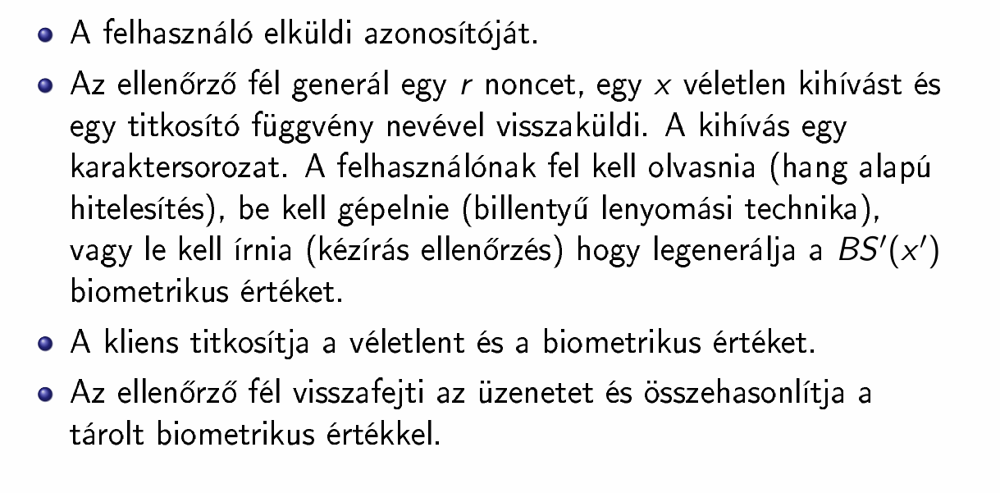 • A felhasználó elküldi azonosítóját.
• Az ellenőrző fél generál egy r noncet, egy x véletlen kihívást és
egy titkosító függvény nevével visszaküldi. A kihívás egy
karaktersorozat. A felhasználónak fel kell olvasnia (hang alapú
hitelesítés), be kell gépelnie (billentyű lenyomási technika),
vagy le kell írnia (kézírás ellenőrzés) hogy legenerálja a BS′(x′)
biometrikus értéket.
• A kliens titkosítja a véletlent és a biometrikus értéket.
• Az ellenőrző fél visszafejti az üzenetet és összehasonlítja a
tárolt biometrikus értékkel.